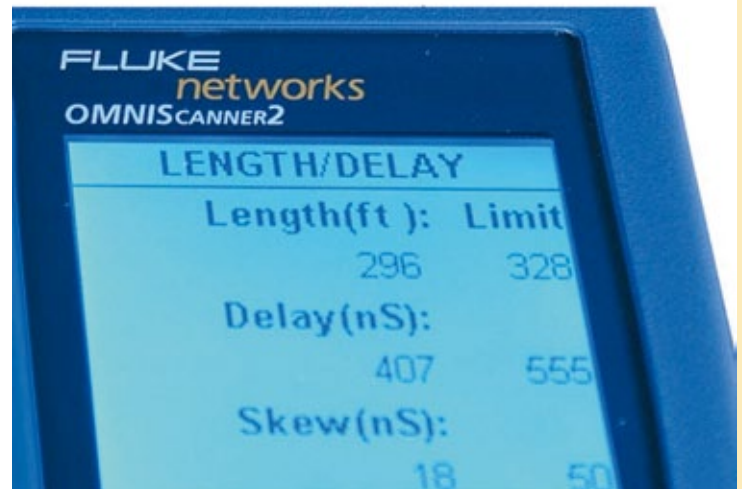 FLUKE
networks
OMNISCANNER2
LENGTH/DELAY
Length(ft ): Limit
296 328
Delay(nS):
407 555
Skew(nS):
18 50